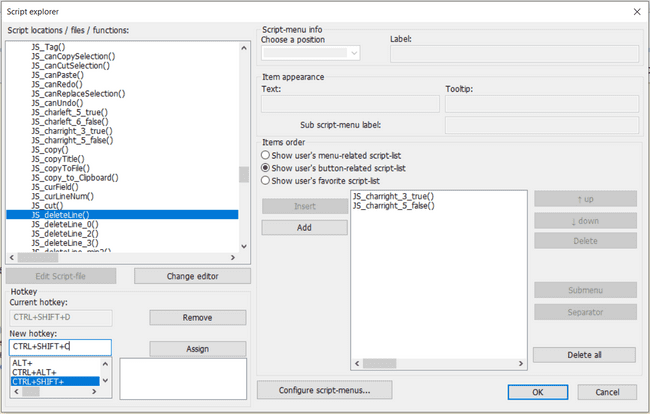 Script explorer
Script locations / files / functions:
JS_Tag()
JS_canCopySelection()
JS_canCutSelection()
JS_canPaste()
JS_canRedo()
JS_canReplaceSelection()
JS_canUndo()
JS_charleft_5_true()
JS_charleft_6_false()
JS_charright_3_true()
JS_charright_5_false()
JS_copy()
JS_copyTitle()
JS_copyToFile()
JS_copy_to_Clipboard()
JS_curField()
JS_curLineNum()
JS_cut()
JS_deleteLine()
JS_deleteLine_0()
JS_deleteLine_2()
JS_deleteLine_3()
Edit Script-file
Change editor
Hotkey
Current hotkey:
CTRL+SHIFT+D
Remove
New hotkey:
CTRL+SHIFT+C
Assign
ALT+
CTRL+ALT+
CTRL+SHIFT+
Script-menu info
Choose a position
Label:
Item appearance
Text:
Tooltip:
Sub script-menu label:
Items order
Show user's menu-related script-list
Show user's button-related script-list
Show user's favorite script-list
Insert
Add
JS_charright_3_true()
JS_charright_5_false()
↑ up
↓ down
Delete
Submenu
Separator
Delete all
Configure script-menus...
OK
Cancel